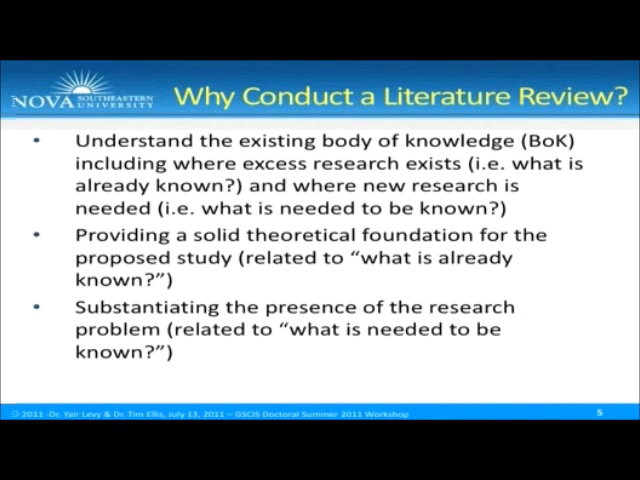 NOVA SOUTHEASTERN
UNIVERSITY
Why Conduct a Literature Review?
• Understand the existing body of knowledge (BoK)
including where excess research exists (i.e. what is
already known?) and where new research is
needed (i.e. what is needed to be known?)
• Providing a solid theoretical foundation for the
proposed study (related to “what is already
known?”)
• Substantiating the presence of the research
problem (related to “what is needed to be
known?”)
© 2011 -Dr. Yair Levy & Dr. Tim Ellis, July 13, 2011 – GSCIS Doctoral Summer 2011 Workshop
5